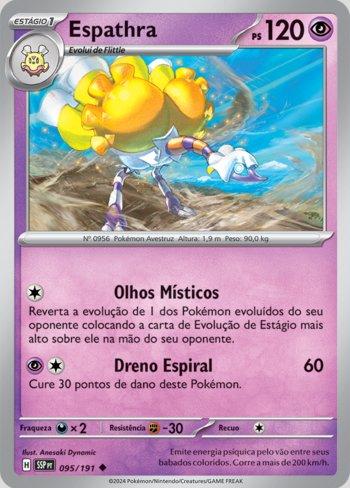 ESTÁGIO 1
Espathra
PS 120
Evolui de Flittle
Nº 0956 Pokémon Avestruz Altura: 1,9 m Peso: 90,0 kg
Olhos Místicos
Reverta a evolução de 1 dos Pokémon evoluídos do seu
oponente colocando a carta de Evolução de Estágio mais
alto sobre ele na mão do seu oponente.
Dreno Espiral 60
Cure 30 pontos de dano deste Pokémon.
Fraqueza ×2 Resistência -30 Recuo
Ilust. Anesaki Dynamic
H SSP PT 095/191
Emite energia psíquica pelo vão entre seus
babados coloridos. Corre a mais de 200 km/h.
©2024 Pokémon/Nintendo/Creatures/GAME FREAK